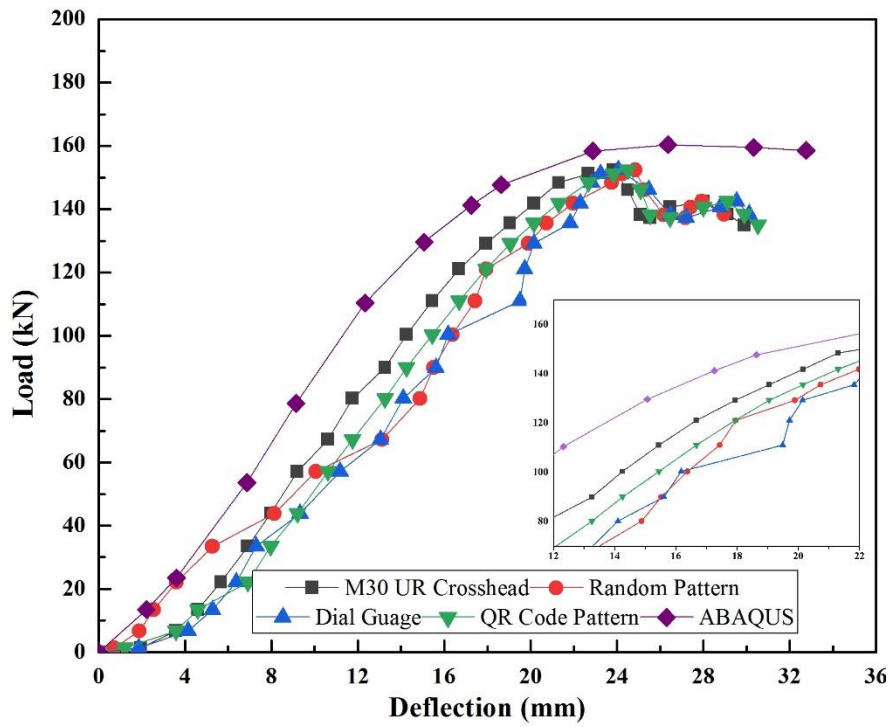 200
180
160
140
120
100
80
60
40
20
0
Load (kN)
0 4 8 12 16 20 24 28 32 36
Deflection (mm)
160
140
120
100
80
12 14 16 18 20 22
M30 UR Crosshead Random Pattern
Dial Guage QR Code Pattern ABAQUS